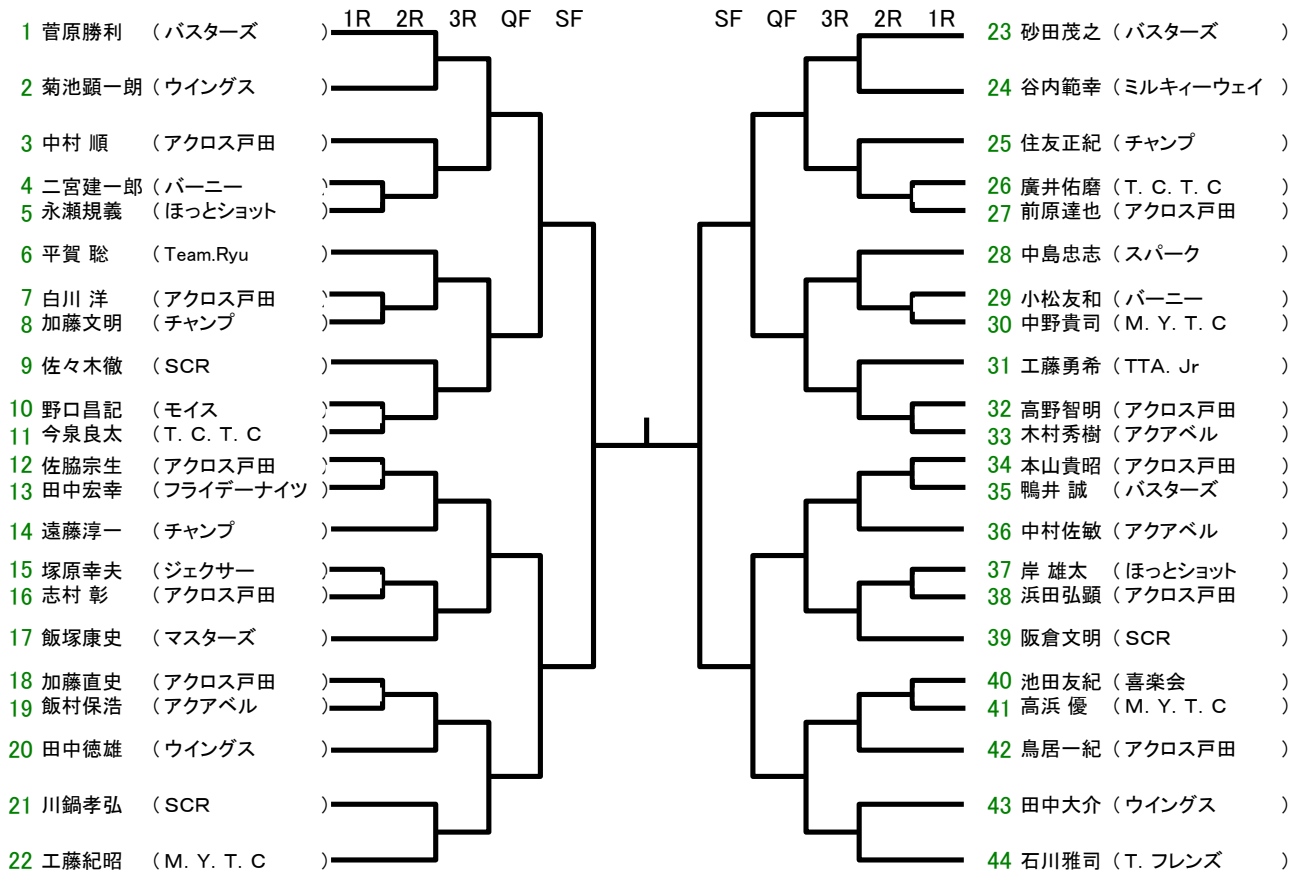 1R 2R 3R QF SF
1 菅原勝利 (バスターズ )
2 菊池顕一朗 (ウイングス )
3 中村 順 (アクロス戸田 )
4 二宮建一郎 (バーニー )
5 永瀬規義 (ほっとショット )
6 平賀 聡 (Team.Ryu )
7 白川 洋 (アクロス戸田 )
8 加藤文明 (チャンプ )
9 佐々木徹 (SCR )
10 野口昌記 (モイス )
11 今泉良太 (T. C. T. C )
12 佐脇宗生 (アクロス戸田 )
13 田中宏幸 (フライデーナイツ )
14 遠藤淳一 (チャンプ )
15 塚原幸夫 (ジェクサー )
16 志村 彰 (アクロス戸田 )
17 飯塚康史 (マスターズ )
18 加藤直史 (アクロス戸田 )
19 飯村保浩 (アクアベル )
20 田中徳雄 (ウイングス )
21 川鍋孝弘 (SCR )
22 工藤紀昭 (M. Y. T. C )
SF QF 3R 2R 1R
23 砂田茂之 (バスターズ )
24 谷内範幸 (ミルキィーウェイ )
25 住友正紀 (チャンプ )
26 廣井佑磨 (T. C. T. C )
27 前原達也 (アクロス戸田 )
28 中島忠志 (スパーク )
29 小松友和 (バーニー )
30 中野貴司 (M. Y. T. C )
31 工藤勇希 (TTA. Jr )
32 高野智明 (アクロス戸田 )
33 木村秀樹 (アクアベル )
34 本山貴昭 (アクロス戸田 )
35 鴨井 誠 (バスターズ )
36 中村佐敏 (アクアベル )
37 岸 雄太 (ほっとショット )
38 浜田弘顕 (アクロス戸田 )
39 阪倉文明 (SCR )
40 池田友紀 (喜楽会 )
41 高浜 優 (M. Y. T. C )
42 鳥居一紀 (アクロス戸田 )
43 田中大介 (ウイングス )
44 石川雅司 (T. フレンズ )